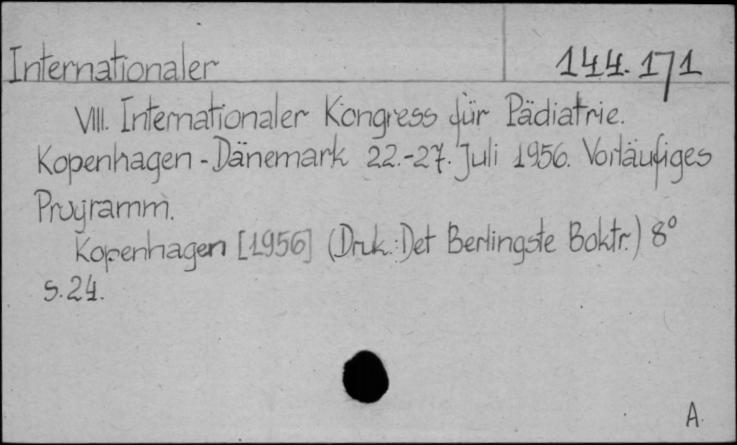 Internationaler 144.171
VIII. Internationaler Kongress für Pädiatrie.
Kopenhagen - Dänemark 22.-27. Juli 1956. Vorläufiges
Programm.
Kopenhagen [1956] (Druk.: Det Berlingste Boktr.) 8°
S. 24.
A.